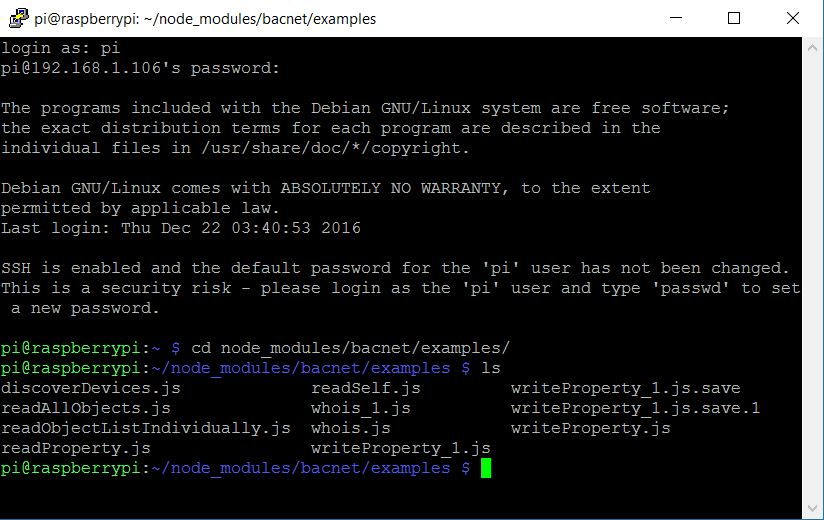 pi@raspberrypi: ~/node_modules/bacnet/examples
login as: pi
pi@192.168.1.106's password:
The programs included with the Debian GNU/Linux system are free software;
the exact distribution terms for each program are described in the
individual files in /usr/share/doc/*/copyright.
Debian GNU/Linux comes with ABSOLUTELY NO WARRANTY, to the extent
permitted by applicable law.
Last login: Thu Dec 22 03:40:53 2016
SSH is enabled and the default password for the 'pi' user has not been changed.
This is a security risk - please login as the 'pi' user and type 'passwd' to set
 a new password.
pi@raspberrypi:~ $ cd node_modules/bacnet/examples/
pi@raspberrypi:~/node_modules/bacnet/examples $ ls
discoverDevices.js             readSelf.js         writeProperty_1.js.save
readAllObjects.js              whois_1.js          writeProperty_1.js.save.1
readObjectListIndividually.js  whois.js            writeProperty.js
readProperty.js                writeProperty_1.js
pi@raspberrypi:~/node_modules/bacnet/examples $